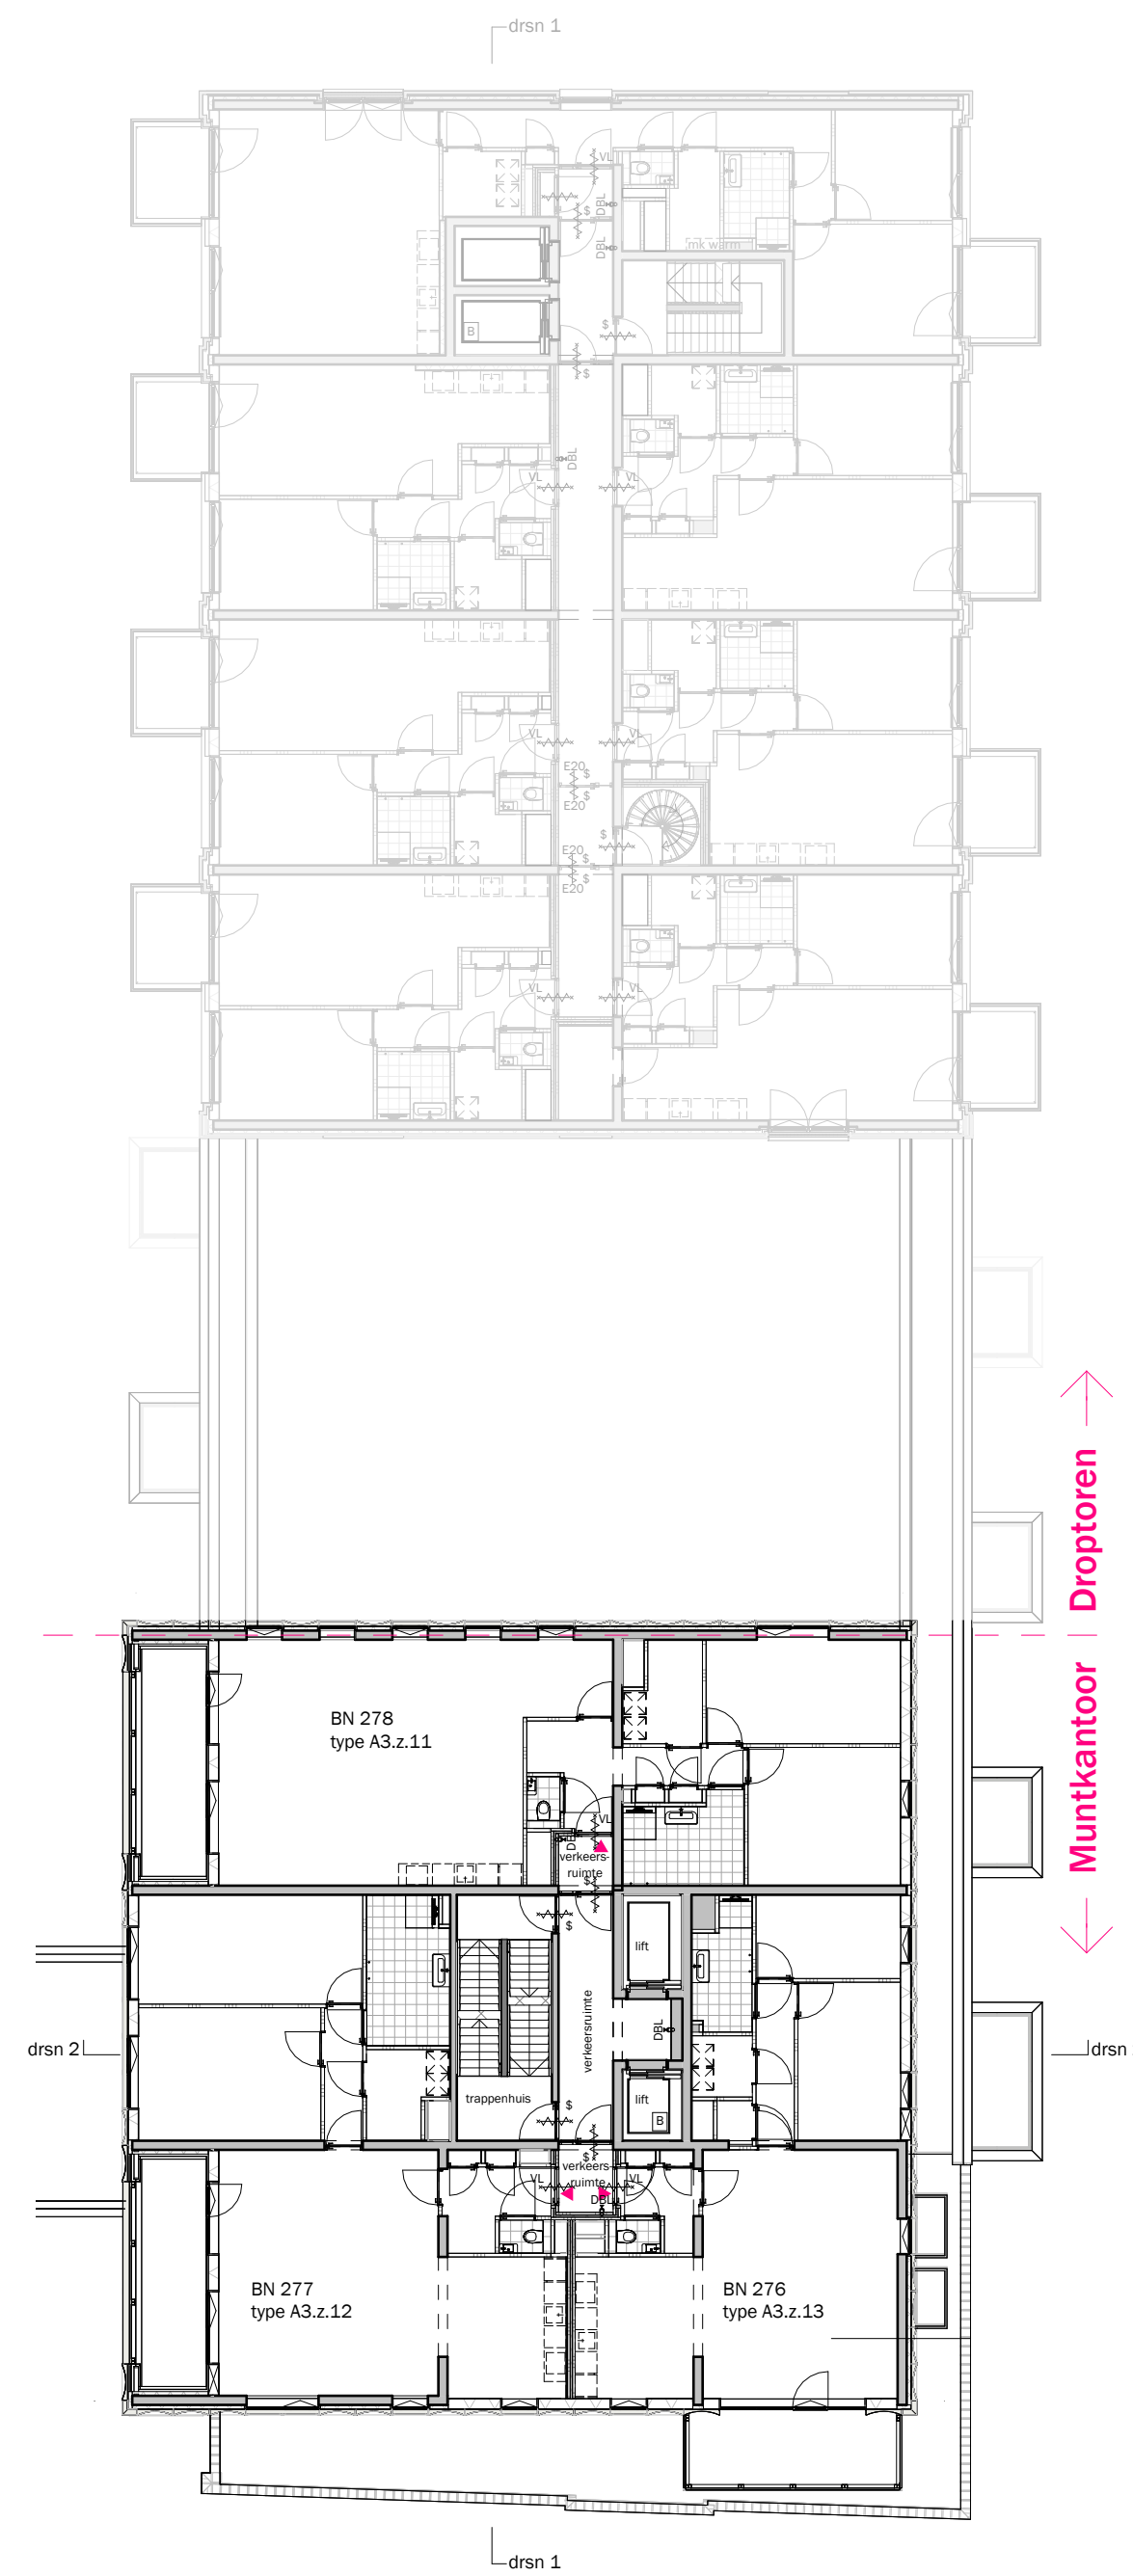 drsn 1
VL
DBL
$
DBL
mk warm
$
B
$
DBL
VL
VL
VL
VL
E20
$
$
E20
$
E20
$
$
E20
VL
VL
Droptoren
Muntkantoor
BN 278
type A3.z.11
VL
DBL
verkeers-
ruimte
$
$
lift
verkeersruimte
DBL
drsn 2
drsn
trappenhuis
$
lift
B
$
verkeers
ruimte
VL
VL
DBL
BN 277
type A3.z.12
BN 276
type A3.z.13
drsn 1